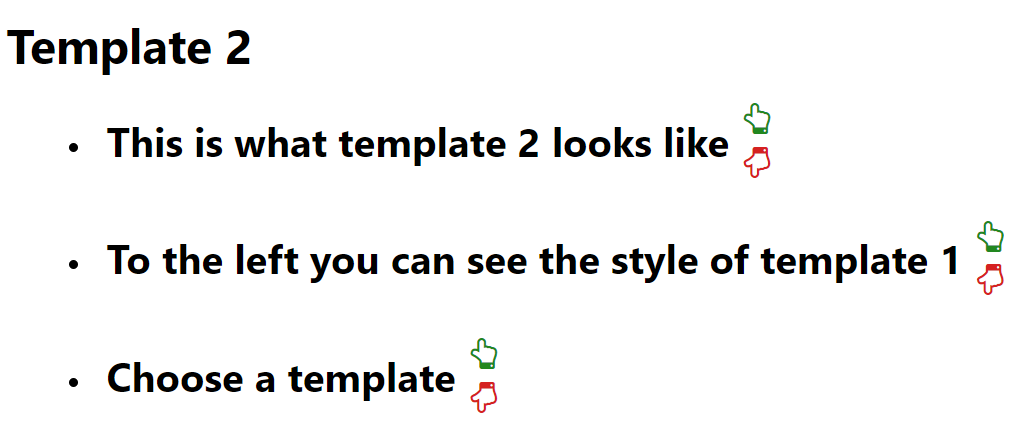 Template 2
• This is what template 2 looks like
• To the left you can see the style of template 1
• Choose a template